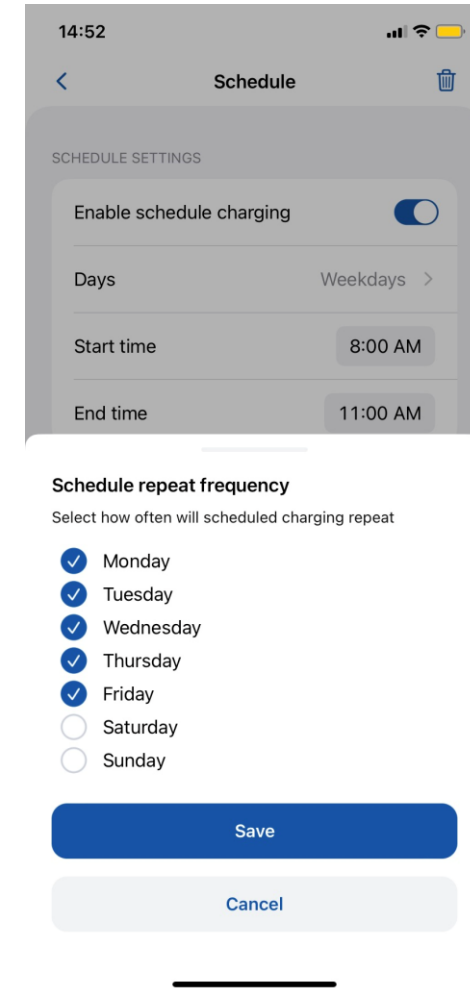 14:52
Schedule
SCHEDULE SETTINGS
Enable schedule charging
Days Weekdays
Start time 8:00 AM
End time 11:00 AM
Schedule repeat frequency
Select how often will scheduled charging repeat
Monday
Tuesday
Wednesday
Thursday
Friday
Saturday
Sunday
Save
Cancel